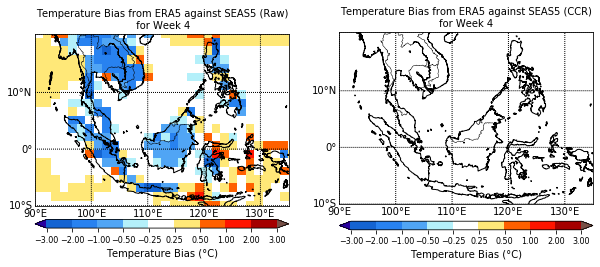 Temperature Bias from ERA5 against SEAS5 (Raw)
for Week 4
10°N
0°
10°S
90°E 100°E 110°E 120°E 130°E
−3.00 −2.00 −1.00 −0.50 −0.25 0.25 0.50 1.00 2.00 3.00
Temperature Bias (°C)
Temperature Bias from ERA5 against SEAS5 (CCR)
for Week 4
10°N
0°
10°S
90°E 100°E 110°E 120°E 130°E
−3.00 −2.00 −1.00 −0.50 −0.25 0.25 0.50 1.00 2.00 3.00
Temperature Bias (°C)